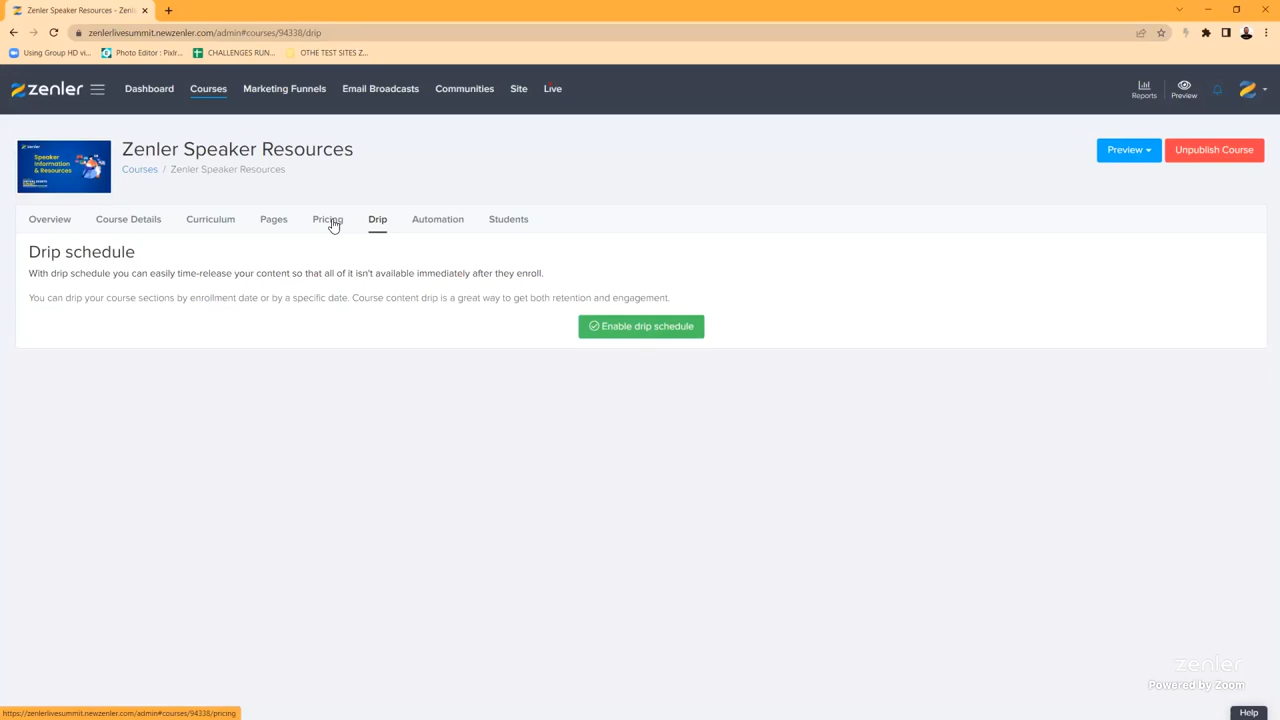 Zenler Speaker Resources - Zenl
zenlerlivesummit.newzenler.com/admin#courses/94338/drip
Using Group HD vi... Photo Editor : Pixlr... CHALLENGES RUN... OTHE TEST SITES Z...
zenler Dashboard Courses Marketing Funnels Email Broadcasts Communities Site Live Reports Preview
Speaker Information & Resources
Zenler Speaker Resources
Courses / Zenler Speaker Resources
Preview Unpublish Course
Overview Course Details Curriculum Pages Pricing Drip Automation Students
Drip schedule
With drip schedule you can easily time-release your content so that all of it isn't available immediately after they enroll.
You can drip your course sections by enrollment date or by a specific date. Course content drip is a great way to get both retention and engagement.
Enable drip schedule
zenler
Powered by Zoom
https://zenlerlivesummit.newzenler.com/admin#courses/94338/pricing
Help